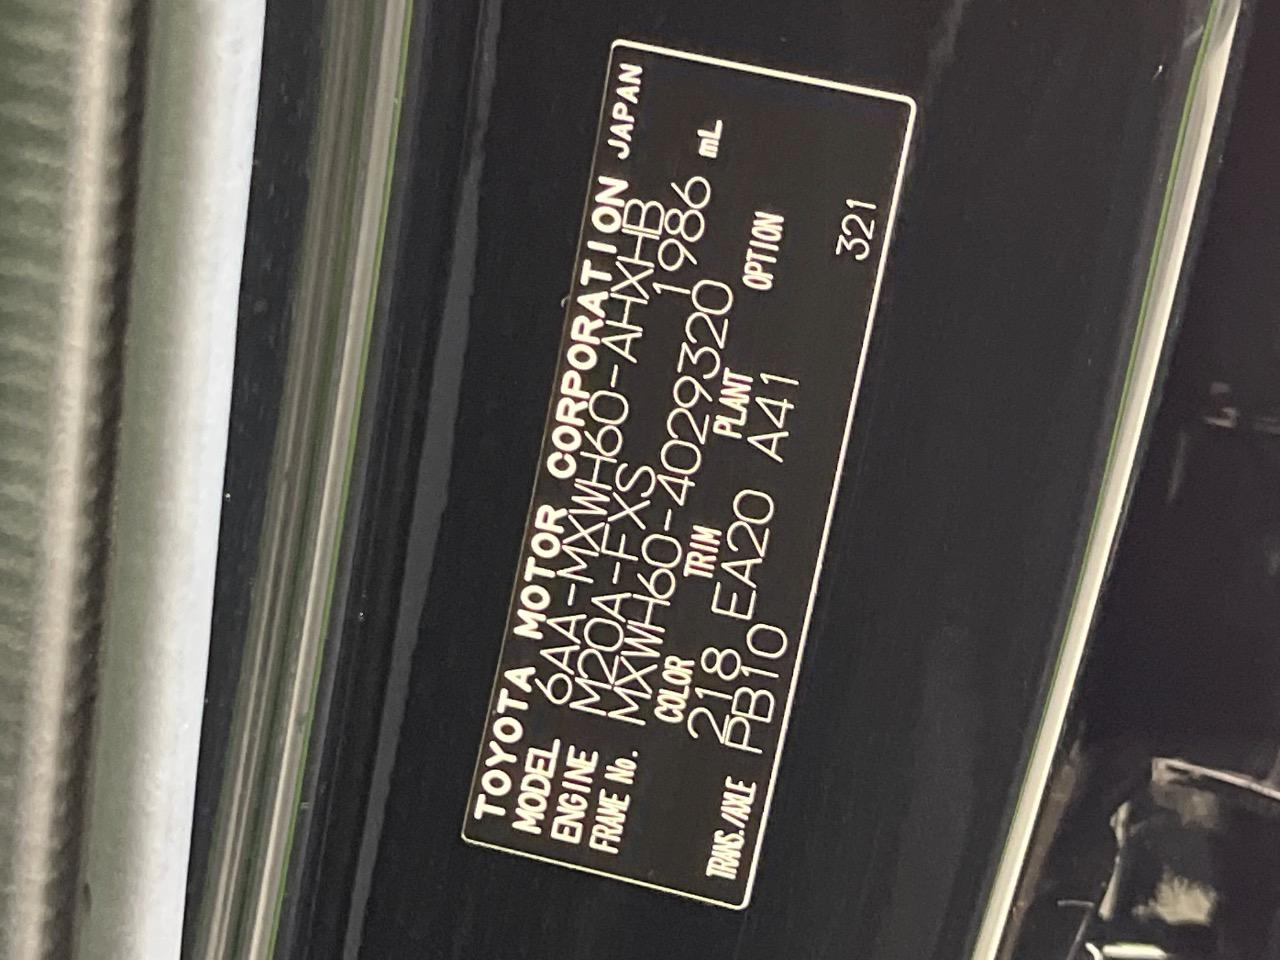 TOYOTA MOTOR CORPORATION JAPAN
MODEL 6AA-MXWH60-AHXHB
ENGINE M20A-FXS 1986 mL
FRAME No. MXWH60-4029320
COLOR TRIM PLANT OPTION
218 EA20 A41
TRANS./AXLE PB10
321